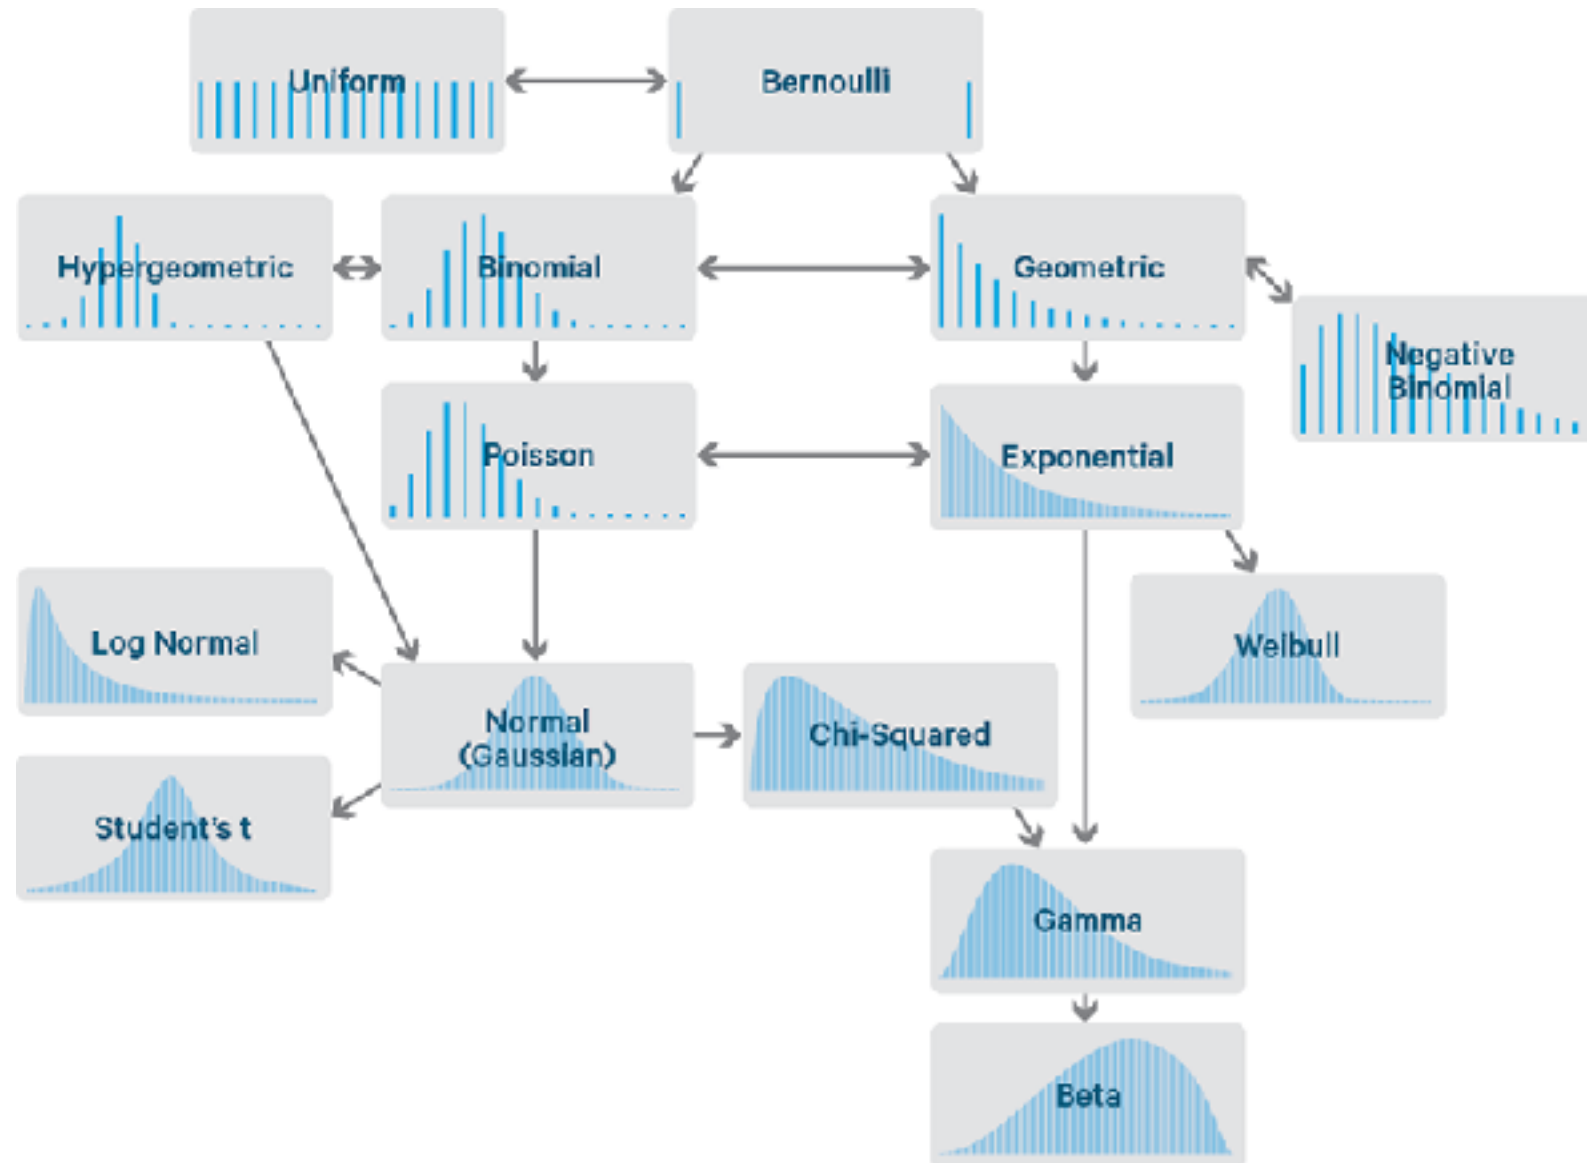 Uniform
Bernoulli
Hypergeometric
Binomial
Geometric
Negative
Binomial
Poisson
Exponential
Log Normal
Weibull
Normal
(Gaussian)
Chi-Squared
Student's t
Gamma
Beta